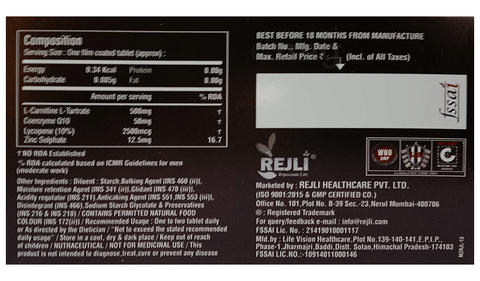 Composition
Serving Size : One film coated tablet (approx) :
Energy 0.34 Kcal Protein 0.00g
Carbohydrate 0.085g Fat 0.00g
Amount per serving % RDA
L-Carnitine L-Tartrate 500mg †
Coenzyme Q10 50mg †
Lycopene (10%) 2500mcg †
Zinc Sulphate 12.5mg 16.7
† NO RDA Established
% RDA calculated based on ICMR Guidelines for men
(moderate work)
Other Ingredients : Diluent : Starch,Bulking Agent (INS 460 (ii)),
Moisture retention Agent (INS 341 (ii)),Glidant (INS 470 (iii)),
Acidity regulator (INS 211),Anticaking Agent (INS 551,INS 553 (iii)),
Disintegrant (INS 466),Sodium Starch Glycolate & Preservatives
(INS 216 & INS 218) / CONTAINS PERMITTED NATURAL FOOD
COLOUR (INS 172(ii)) / Recommended Usage : One to two tablet daily
or As directed by the Dietician / "Not to exceed the stated recommended
daily usage" / Store in a cool, dry & dark place / Keep out of reach
of children / NUTRACEUTICAL / NOT FOR MEDICINAL USE / This
product is not intended to diagnose,treat,cure or prevent any disease
BEST BEFORE 18 MONTHS FROM MANUFACTURE
Batch No., Mfg. Date &
Max. Retail Price ₹ : (Incl. of All Taxes)
fssai
REJLI
Rejuvenate Life
WHO
GMP
Marketed by : REJLI HEALTHCARE PVT. LTD.
(ISO 9001:2015 & GMP CERTIFIED CO.)
Office No. 101,Plot No. B-39 Sec.-23,Nerul Mumbai-400706
® : Registered Trademark
For query/feedback e-mail : info@rejli.com
FSSAI Lic. No. : 21419010001117
Mfd.by : Life Vision Healthcare,Plot No.139-140-141,E.P.I.P.,
Phase-1,Jharmajri,Baddi,Distt. Solan,Himachal Pradesh-174103
FSSAI LIC.NO.:-10914011000146